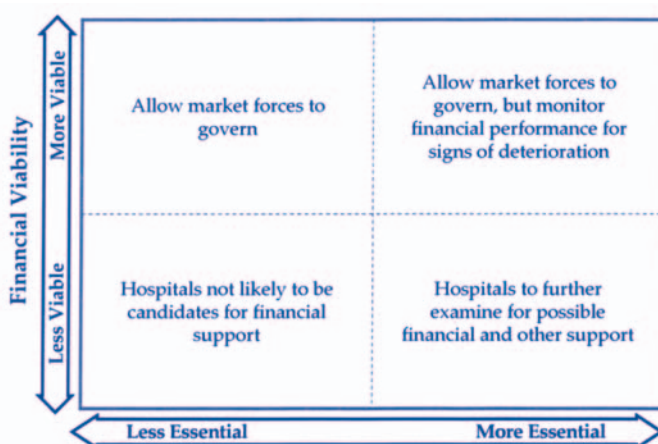 Financial Viability
More Viable
Less Viable
Allow market forces to
govern
Allow market forces to
govern, but monitor
financial performance for
signs of deterioration
Hospitals not likely to be
candidates for financial
support
Hospitals to further
examine for possible
financial and other support
Less Essential
More Essential